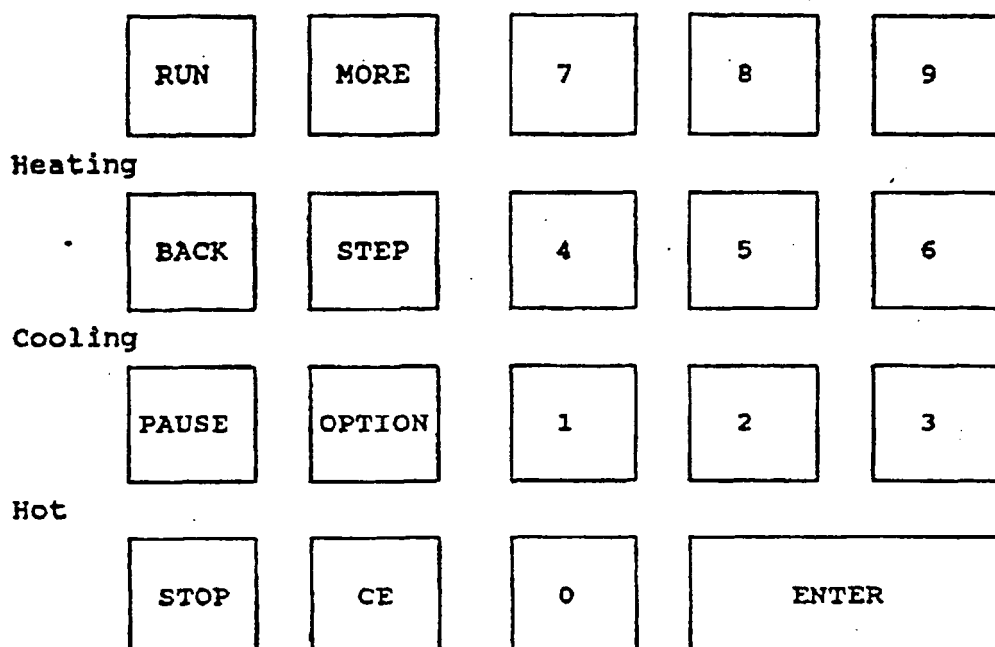 RUN MORE 7 8 9
Heating
BACK STEP 4 5 6
Cooling
PAUSE OPTION 1 2 3
Hot
STOP CE 0 ENTER